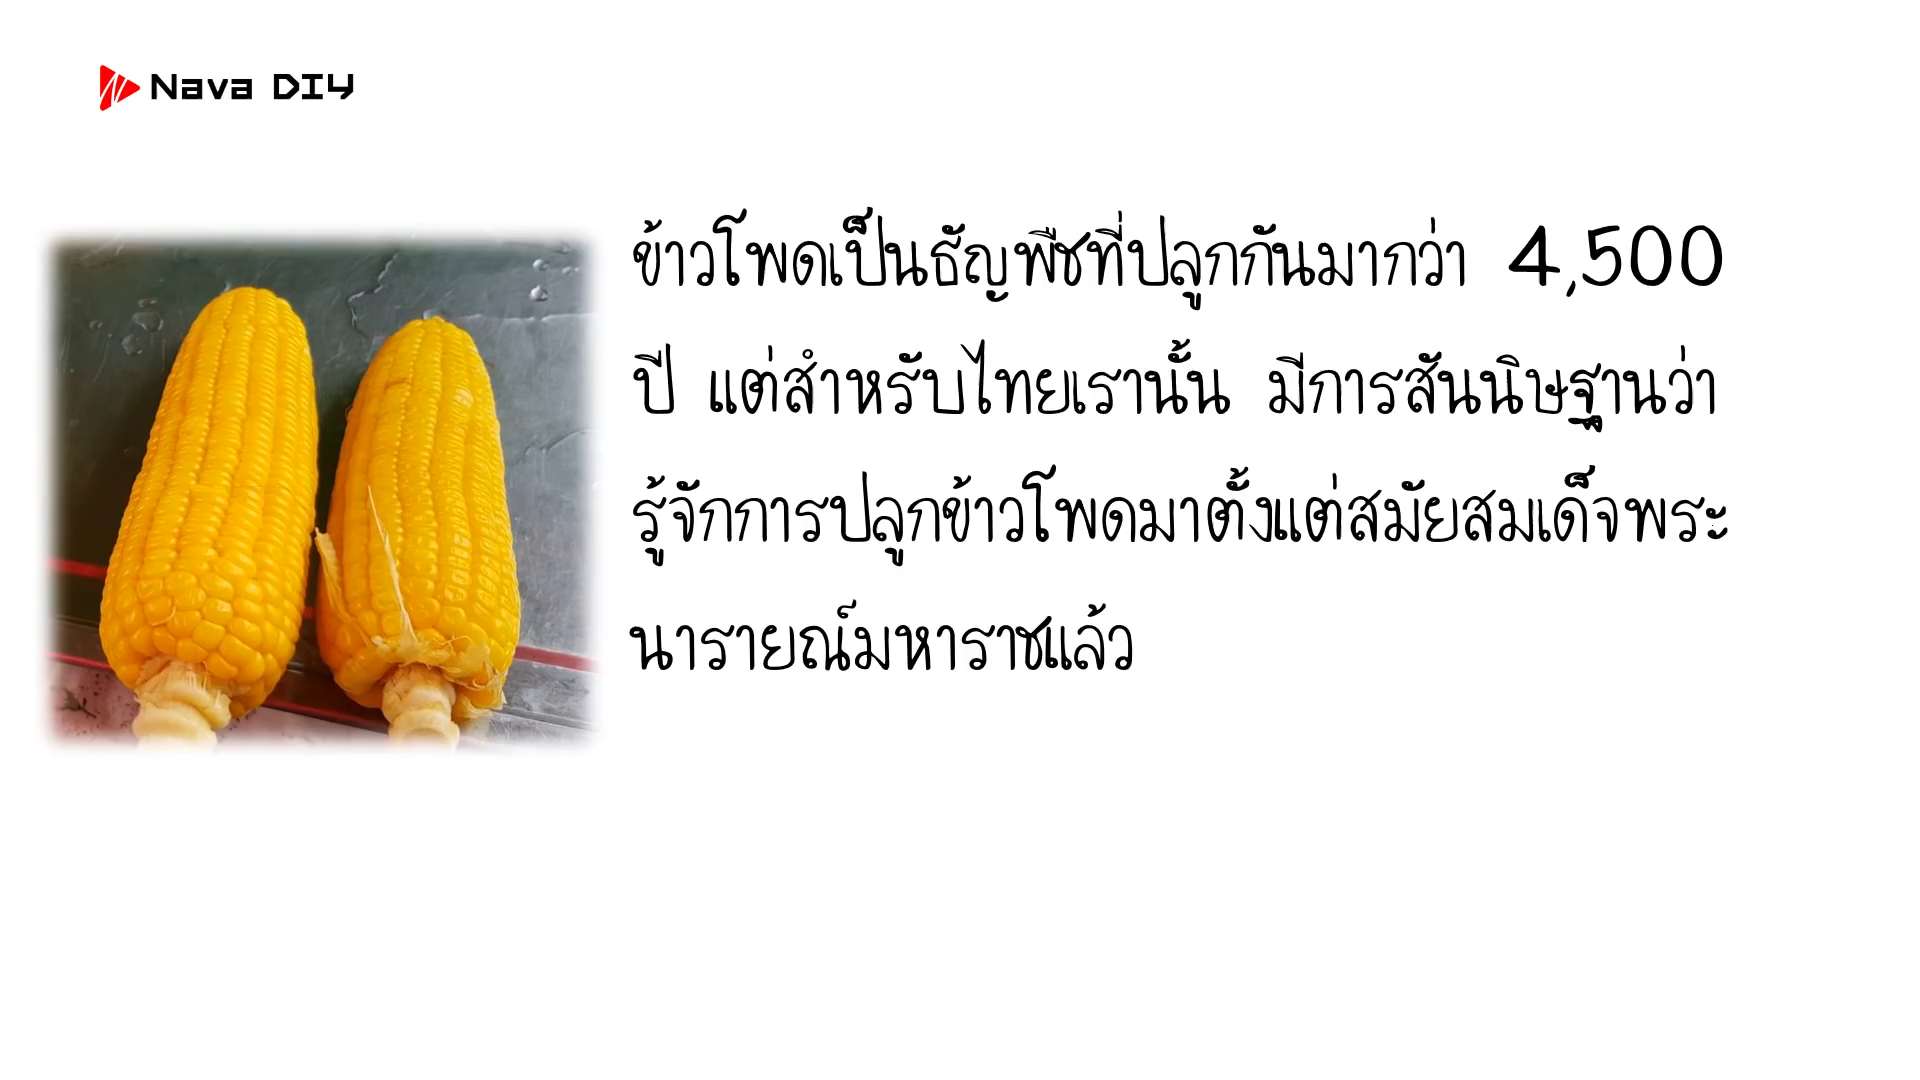 Nava DIY
ข้าวโพดเป็นธัญพืชที่ปลูกกันมากว่า 4,500
ปี แต่สำหรับไทยเรานั้น มีการสันนิษฐานว่า
รู้จักการปลูกข้าวโพดมาตั้งแต่สมัยสมเด็จพระ
นารายณ์มหาราชแล้ว